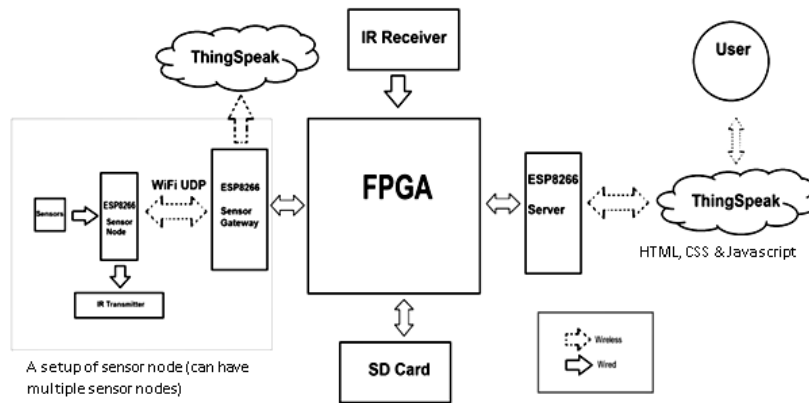 IR Receiver
ThingSpeak
User
WiFi UDP
ESP8266
Sensor
Gateway
FPGA
ESP8266
Server
ThingSpeak
Sensors
ESP8266
Sensor
Node
HTML, CSS & Javascript
IR Transmitter
Wireless
Wired
SD Card
A setup of sensor node (can have
multiple sensor nodes)